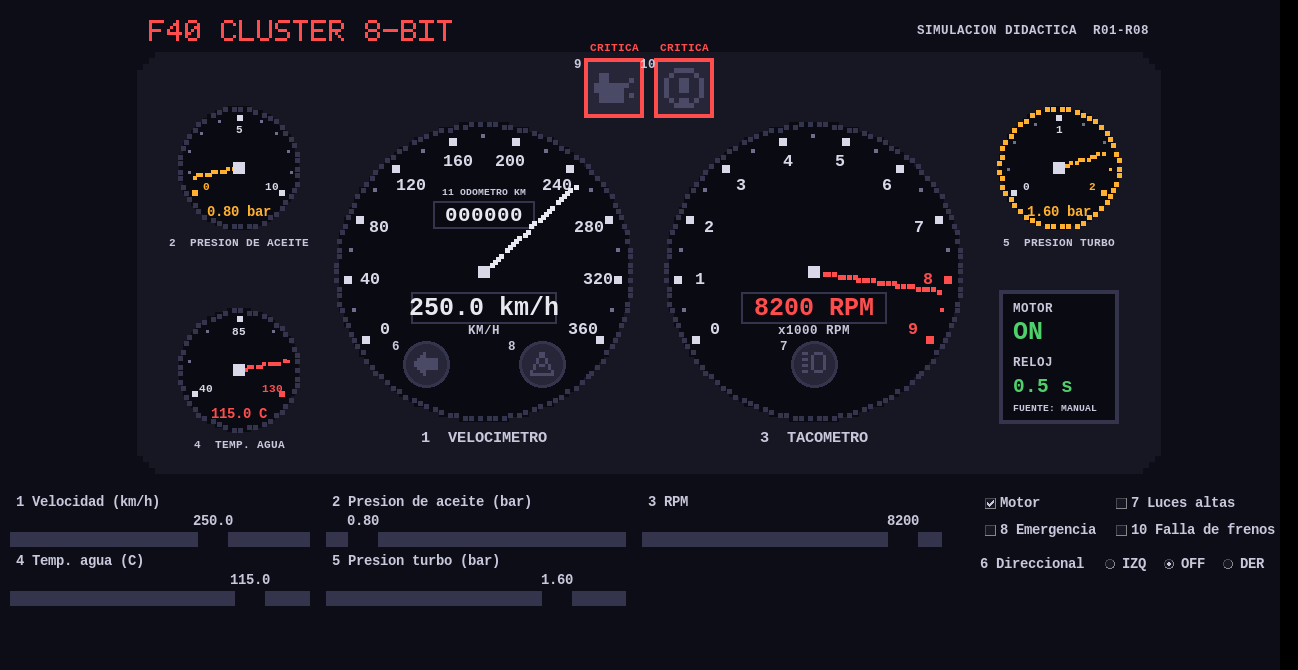 F40 CLUSTER 8-BIT
SIMULACION DIDACTICA R01-R08
CRITICA CRITICA
9 10
5
0 10
0.80 bar
2 PRESION DE ACEITE
85
40 130
115.0 C
4 TEMP. AGUA
160 200
120 240
11 ODOMETRO KM
000000
80 280
40 320
250.0 km/h
0 KM/H 360
6 8
1 VELOCIMETRO
4 5
3 6
2 7
1 8
8200 RPM
0 x1000 RPM 9
7
3 TACOMETRO
1
0 2
1.60 bar
5 PRESION TURBO
MOTOR
ON
RELOJ
0.5 s
FUENTE: MANUAL
1 Velocidad (km/h)
250.0
2 Presion de aceite (bar)
0.80
3 RPM
8200
4 Temp. agua (C)
115.0
5 Presion turbo (bar)
1.60
Motor 7 Luces altas
8 Emergencia 10 Falla de frenos
6 Direccional IZQ OFF DER